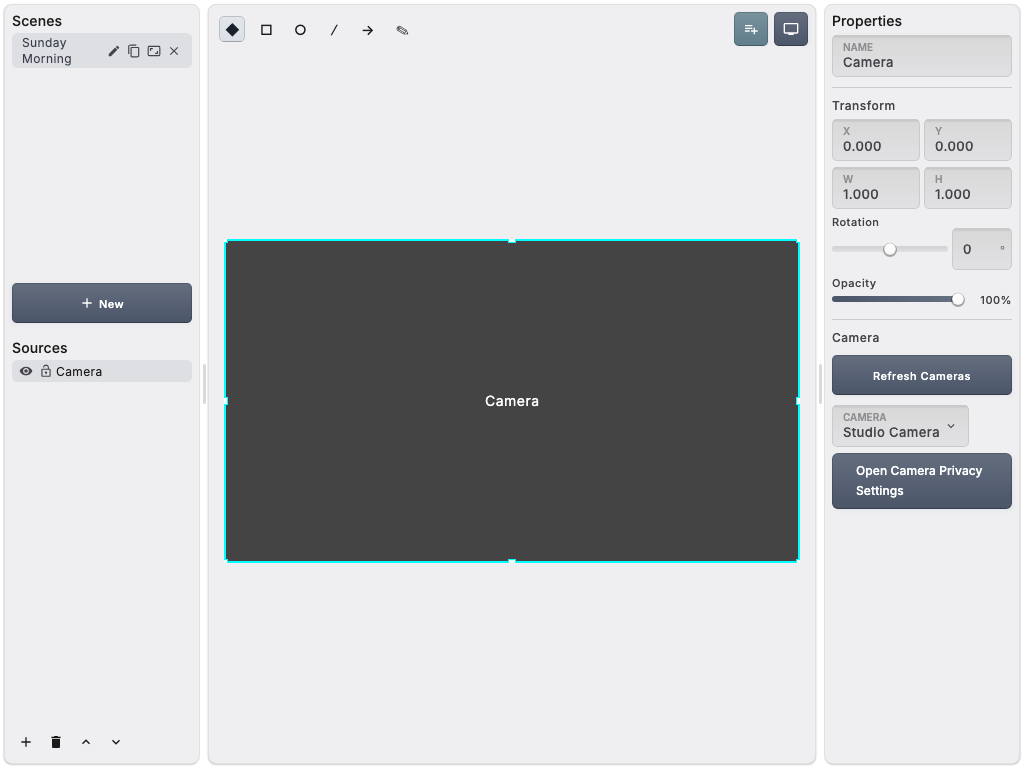 Scenes
Sunday
Morning
New
Sources
Camera
Camera
Properties
NAME
Camera
Transform
X
0.000
Y
0.000
W
1.000
H
1.000
Rotation
0 °
Opacity
100%
Camera
Refresh Cameras
CAMERA
Studio Camera
Open Camera Privacy
Settings